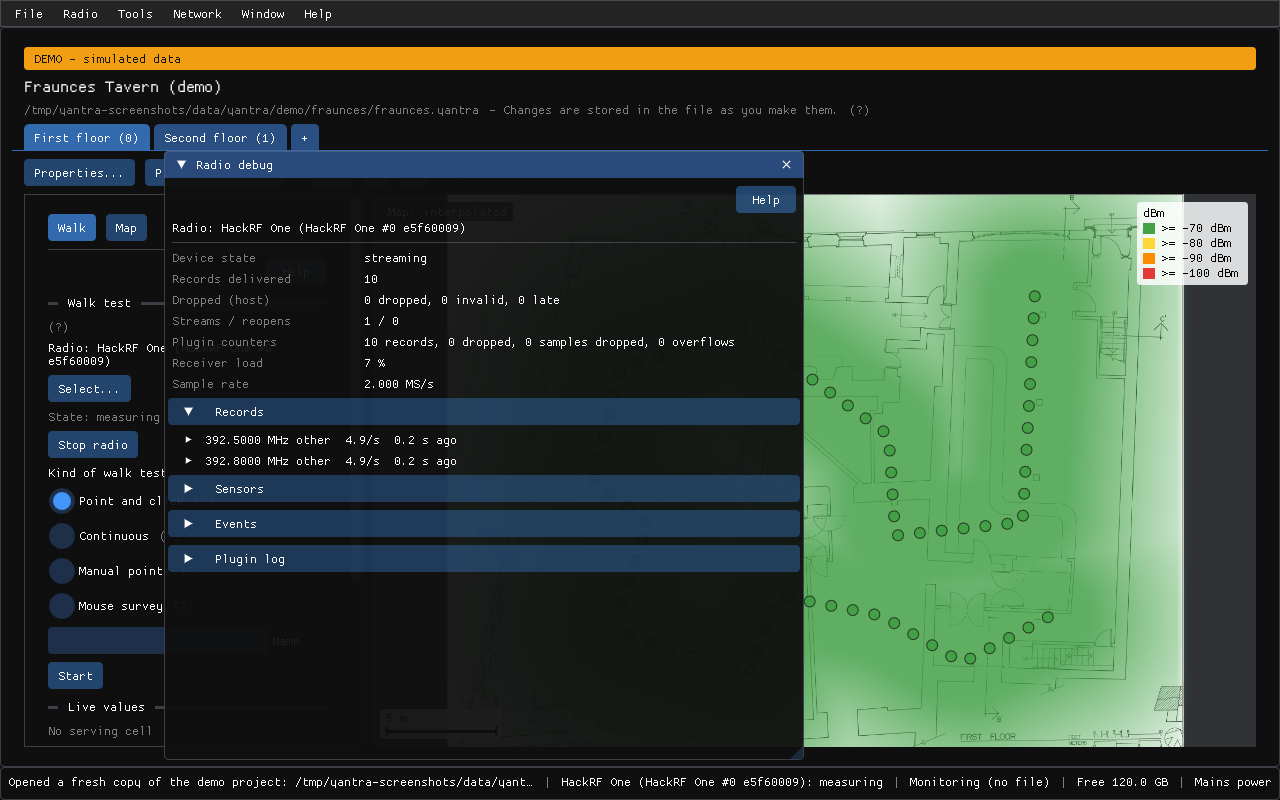 File Radio Tools Network Window Help
DEMO - simulated data
Fraunces Tavern (demo)
/tmp/yantra-screenshots/data/yantra/demo/fraunces/fraunces.yantra - Changes are stored in the file as you make them. (?)
First floor (0) Second floor (1) +
Properties... P
Radio debug
Help
Map: interpolated
dBm
>= -70 dBm
>= -80 dBm
>= -90 dBm
>= -100 dBm
Walk Map
Radio: HackRF One (HackRF One #0 e5f60009)
Device state streaming
Records delivered 10
Dropped (host) 0 dropped, 0 invalid, 0 late
Streams / reopens 1 / 0
Plugin counters 10 records, 0 dropped, 0 samples dropped, 0 overflows
Receiver load 7 %
Sample rate 2.000 MS/s
Records
392.5000 MHz other 4.9/s 0.2 s ago
392.8000 MHz other 4.9/s 0.2 s ago
Sensors
Events
Plugin log
Help
Walk test
(?)
Radio: HackRF One
e5f60009)
Select...
State: measuring
Stop radio
Kind of walk test
Point and cl
Continuous (
Manual point
Mouse survey (?)
Name
Start
Live values
No serving cell
5 m
FIRST FLOOR
FEET
METERS
Opened a fresh copy of the demo project: /tmp/yantra-screenshots/data/yant… | HackRF One (HackRF One #0 e5f60009): measuring | Monitoring (no file) | Free 120.0 GB | Mains power